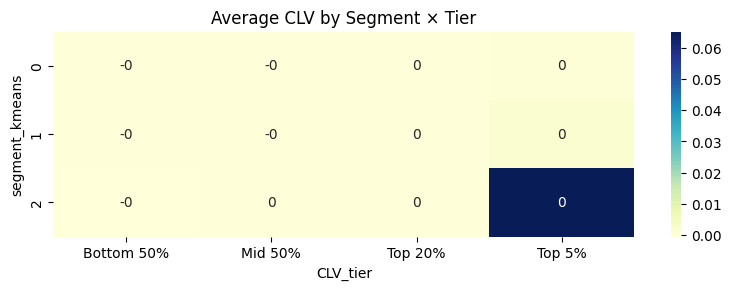 Average CLV by Segment × Tier
segment_kmeans
0 -0 -0 0 0
1 -0 -0 0 0
2 -0 0 0 0
Bottom 50% Mid 50% Top 20% Top 5%
CLV_tier
0.06
0.05
0.04
0.03
0.02
0.01
0.00